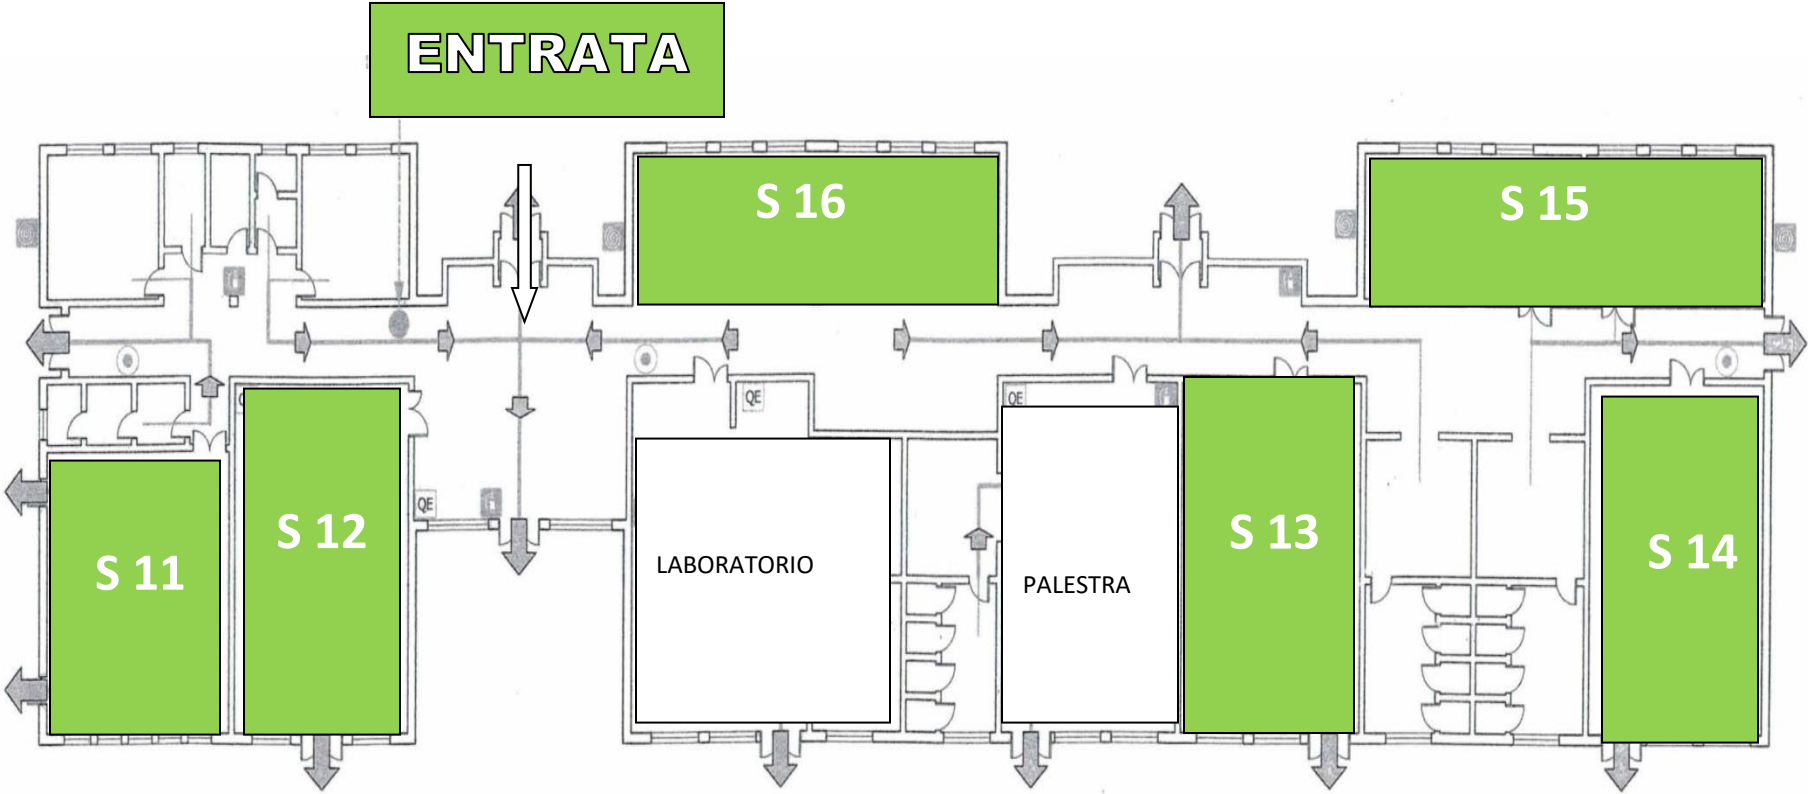 ENTRATA
S 16
S 15
QE
QE
QE
S 12
S 13
S 11
LABORATORIO
PALESTRA
S 14